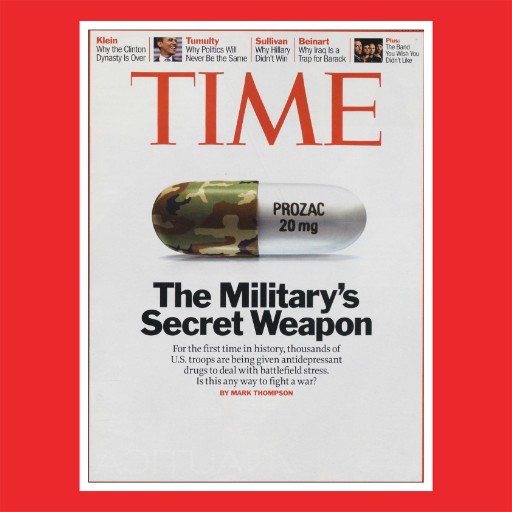 Klein
Why the Clinton
Dynasty Is Over
Tumulty
Why Politics Will
Never Be the Same
Sullivan
Why Hillary
Didn't Win
Beinart
Why Iraq Is a
Trap for Barack
Plus:
The Band
You Wish You
Didn't Like
TIME
PROZAC
20 mg
The Military's
Secret Weapon
For the first time in history, thousands of
U.S. troops are being given antidepressant
drugs to deal with battlefield stress.
Is this any way to fight a war?
BY MARK THOMPSON